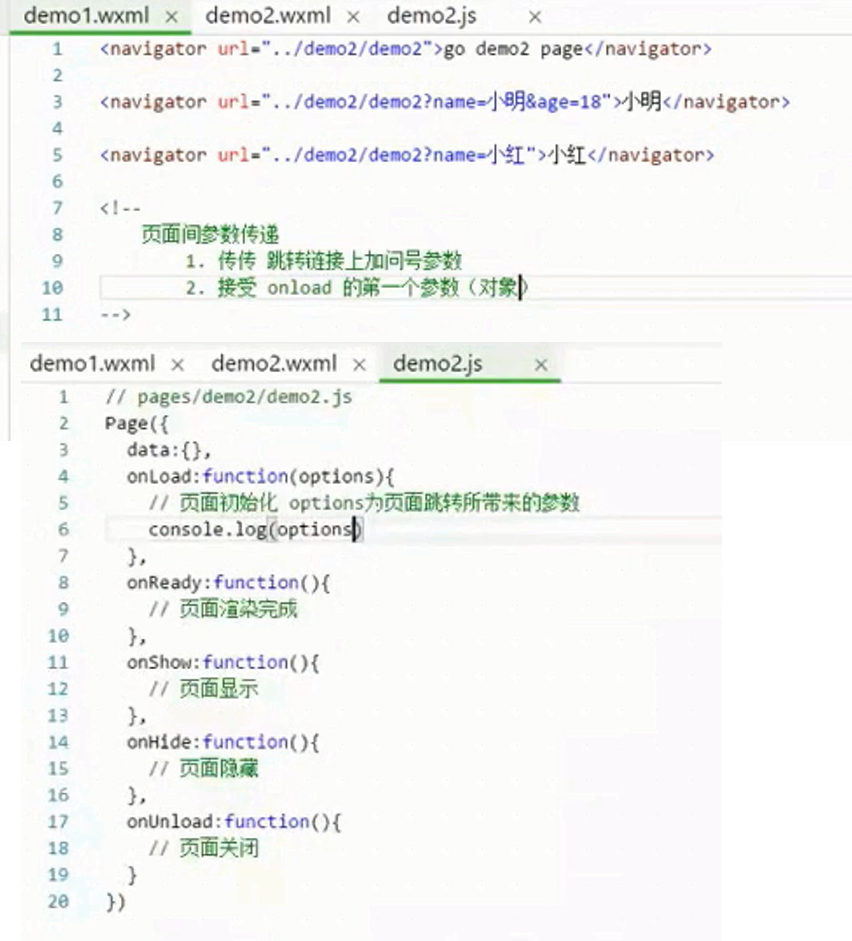 demo1.wxml × demo2.wxml × demo2.js ×
1 <navigator url="../demo2/demo2">go demo2 page</navigator>
2
3 <navigator url="../demo2/demo2?name=小明&age=18">小明</navigator>
4
5 <navigator url="../demo2/demo2?name=小红">小红</navigator>
6
7 <!--
8 页面间参数传递
9 1. 传传 跳转链接上加问号参数
10 2. 接受 onload 的第一个参数（对象）
11 -->
demo1.wxml × demo2.wxml × demo2.js ×
1 // pages/demo2/demo2.js
2 Page({
3 data:{},
4 onLoad:function(options){
5 // 页面初始化 options为页面跳转所带来的参数
6 console.log(options)
7 },
8 onReady:function(){
9 // 页面渲染完成
10 },
11 onShow:function(){
12 // 页面显示
13 },
14 onHide:function(){
15 // 页面隐藏
16 },
17 onUnload:function(){
18 // 页面关闭
19 }
20 })